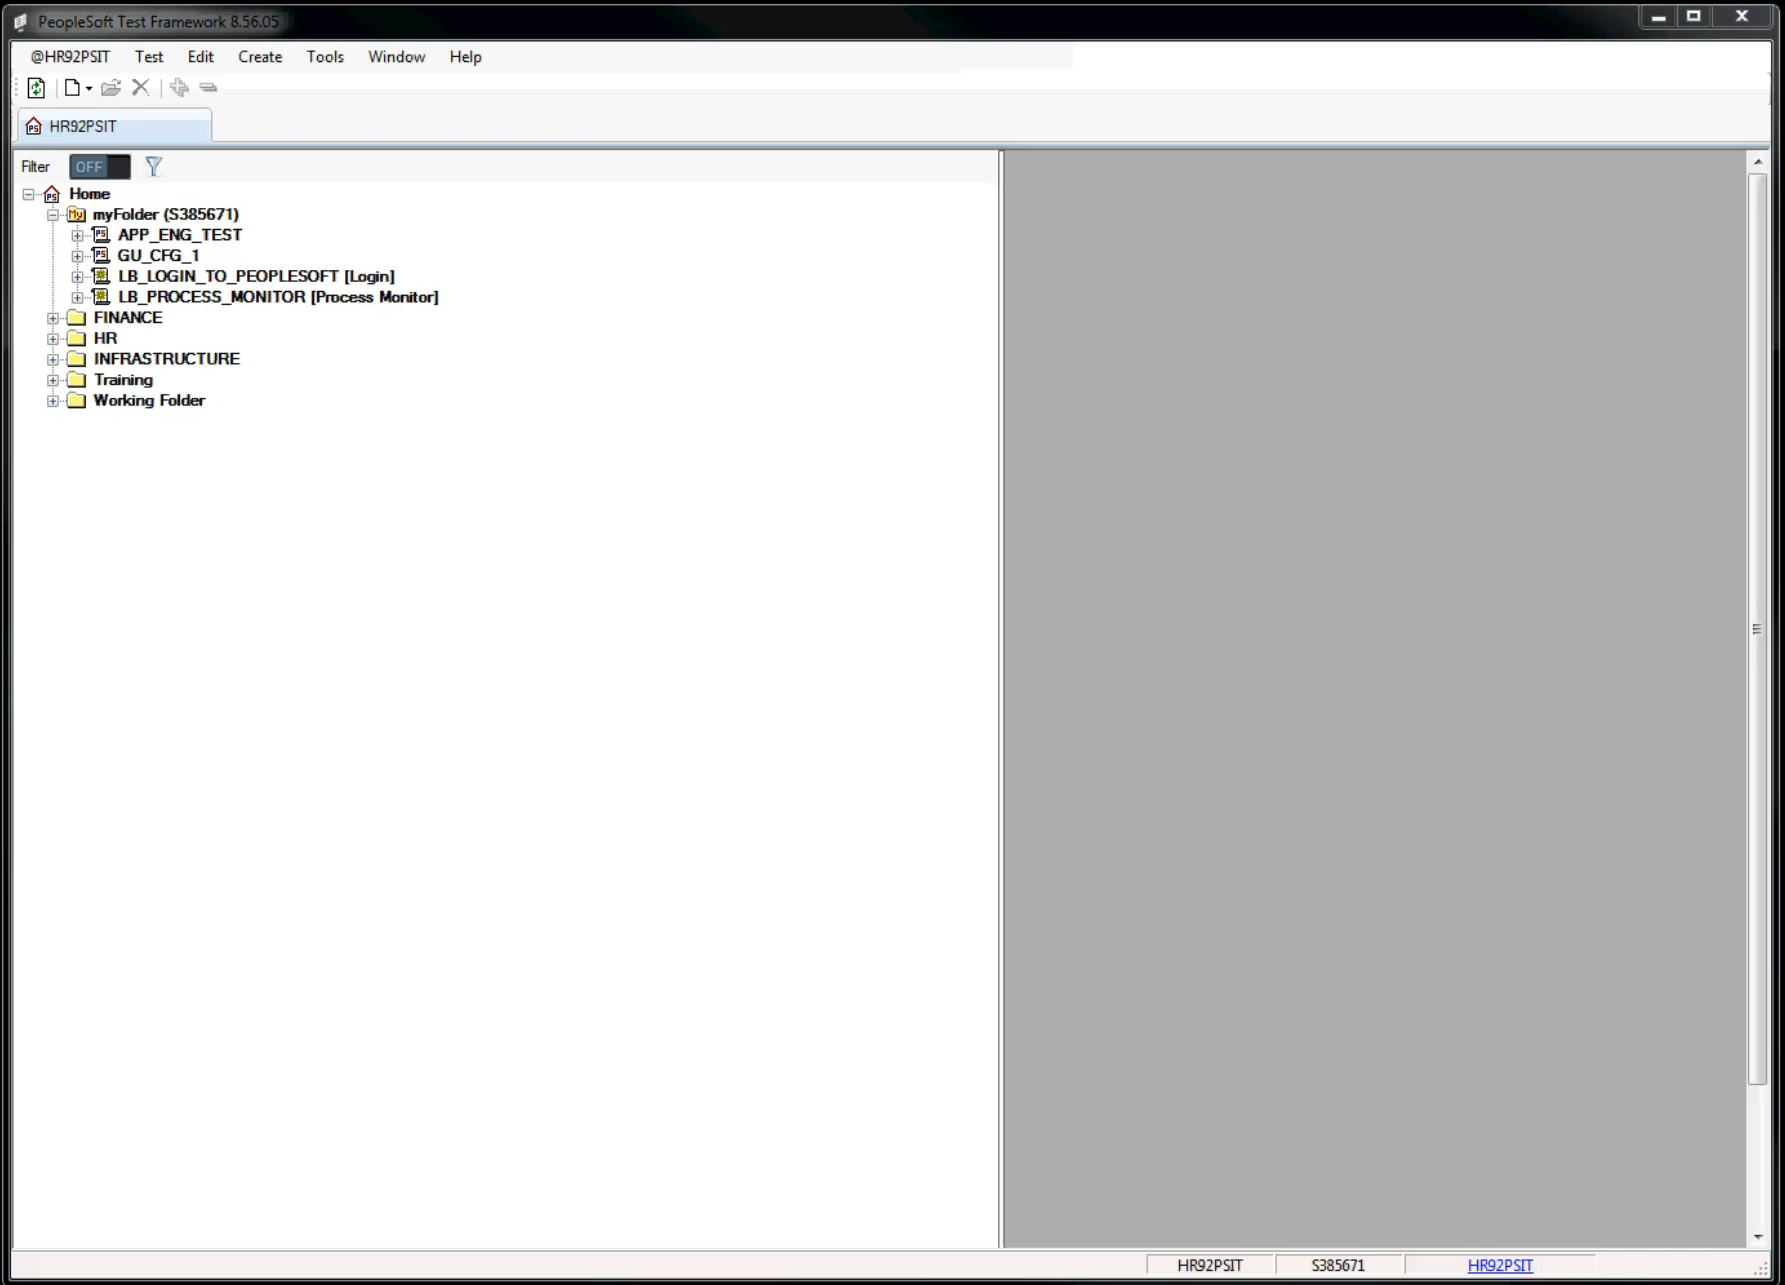 PeopleSoft Test Framework 8.56.05
@HR92PSIT Test Edit Create Tools Window Help
HR92PSIT
Filter OFF
Home
myFolder (S385671)
APP_ENG_TEST
GU_CFG_1
LB_LOGIN_TO_PEOPLESOFT [Login]
LB_PROCESS_MONITOR [Process Monitor]
FINANCE
HR
INFRASTRUCTURE
Training
Working Folder
HR92PSIT S385671 HR92PSIT